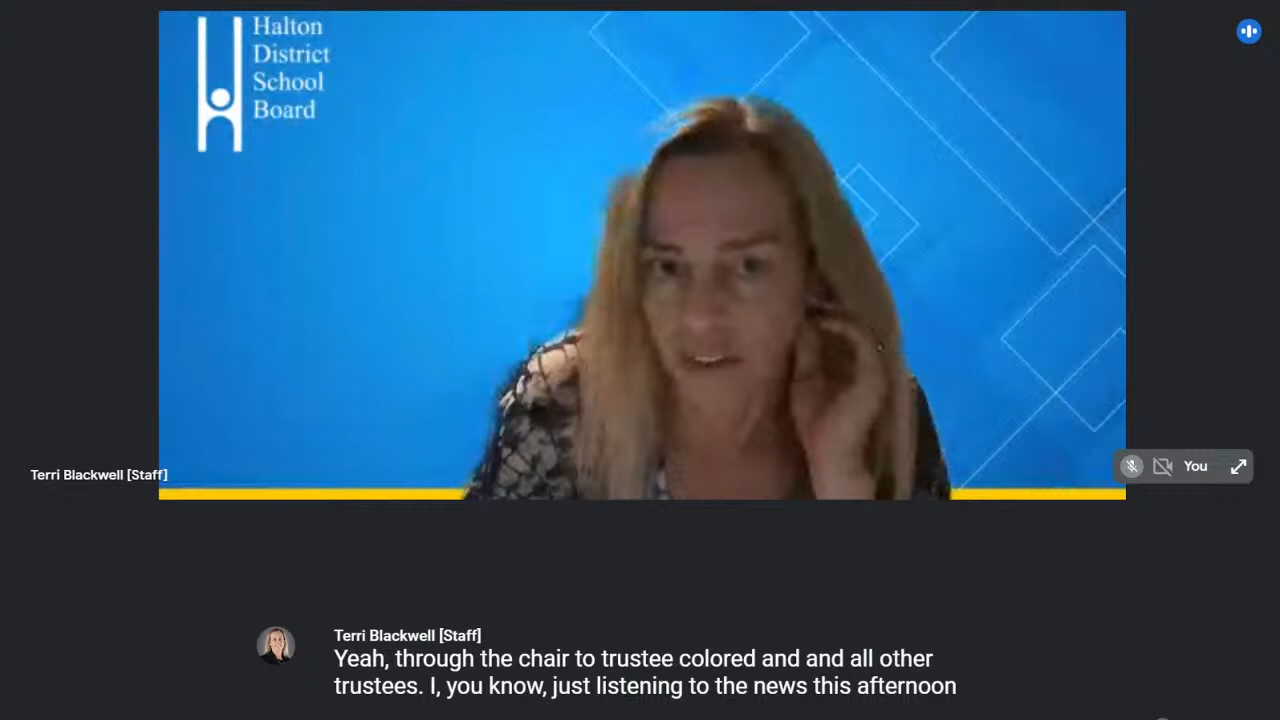 Halton
District
School
Board
Terri Blackwell [Staff]
You
Terri Blackwell [Staff]
Yeah, through the chair to trustee colored and and all other
trustees. I, you know, just listening to the news this afternoon